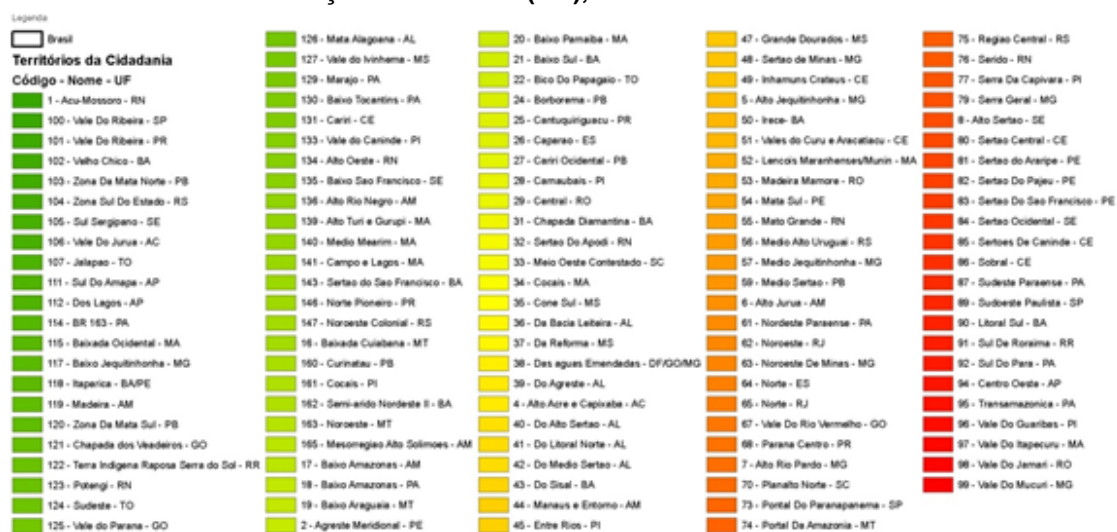 Legenda
Brasil
Territórios da Cidadania
Código - Nome - UF
1 - Acu-Mossoro - RN
100 - Vale Do Ribeira - SP
101 - Vale Do Ribeira - PR
102 - Velho Chico - BA
103 - Zona Da Mata Norte - PB
104 - Zona Sul Do Estado - RS
105 - Sul Sergipano - SE
106 - Vale Do Jurua - AC
107 - Jalapao - TO
111 - Sul Do Amapa - AP
112 - Dos Lagos - AP
114 - BR 163 - PA
115 - Baixada Ocidental - MA
117 - Baixo Jequitinhonha - MG
118 - Itaparica - BA/PE
119 - Madeira - AM
120 - Zona Da Mata Sul - PB
121 - Chapada dos Veadeiros - GO
122 - Terra Indigena Raposa Serra do Sol - RR
123 - Potengi - RN
124 - Sudeste - TO
125 - Vale do Parana - GO
126 - Mata Alagoana - AL
127 - Vale do Ivinhema - MS
129 - Marajo - PA
130 - Baixo Tocantins - PA
131 - Cariri - CE
133 - Vale do Caninde - PI
134 - Alto Oeste - RN
135 - Baixo Sao Francisco - SE
136 - Alto Rio Negro - AM
139 - Alto Turi e Gurupi - MA
140 - Medio Mearim - MA
141 - Campo e Lagos - MA
143 - Sertao do Sao Francisco - BA
146 - Norte Pioneiro - PR
147 - Noroeste Colonial - RS
16 - Baixada Cuiabana - MT
160 - Curimatau - PB
161 - Cocais - PI
162 - Semi-arido Nordeste II - BA
163 - Noroeste - MT
165 - Mesorregiao Alto Solimoes - AM
17 - Baixo Amazonas - AM
18 - Baixo Amazonas - PA
19 - Baixo Araguaia - MT
2 - Agreste Meridional - PE
20 - Baixo Parnaiba - MA
21 - Baixo Sul - BA
22 - Bico Do Papagaio - TO
24 - Borborema - PB
25 - Cantuquiriguacu - PR
26 - Caparao - ES
27 - Cariri Ocidental - PB
28 - Carnaubais - PI
29 - Central - RO
31 - Chapada Diamantina - BA
32 - Sertao Do Apodi - RN
33 - Meio Oeste Contestado - SC
34 - Cocais - MA
35 - Cone Sul - MS
36 - Da Bacia Leiteira - AL
37 - Da Reforma - MS
38 - Das aguas Emendadas - DF/GO/MG
39 - Do Agreste - AL
4 - Alto Acre e Capixaba - AC
40 - Do Alto Sertao - AL
41 - Do Litoral Norte - AL
42 - Do Medio Sertao - AL
43 - Do Sisal - BA
44 - Manaus e Entorno - AM
45 - Entre Rios - PI
47 - Grande Dourados - MS
48 - Sertao de Minas - MG
49 - Inhamuns Crateus - CE
5 - Alto Jequitinhonha - MG
50 - Irece- BA
51 - Vales do Curu e Aracatiacu - CE
52 - Lencois Maranhenses/Munin - MA
53 - Madeira Mamore - RO
54 - Mata Sul - PE
55 - Mato Grande - RN
56 - Medio Alto Uruguai - RS
57 - Medio Jequitinhonha - MG
59 - Medio Sertao - PB
6 - Alto Jurua - AM
61 - Nordeste Paraense - PA
62 - Noroeste - RJ
63 - Noroeste De Minas - MG
64 - Norte - ES
65 - Norte - RJ
67 - Vale Do Rio Vermelho - GO
68 - Parana Centro - PR
7 - Alto Rio Pardo - MG
70 - Planalto Norte - SC
73 - Pontal Do Paranapanema - SP
74 - Portal Da Amazonia - MT
75 - Regiao Central - RS
76 - Serido - RN
77 - Serra Da Capivara - PI
79 - Serra Geral - MG
8 - Alto Sertao - SE
80 - Sertao Central - CE
81 - Sertao do Araripe - PE
82 - Sertao Do Pajeu - PE
83 - Sertao Do Sao Francisco - PE
84 - Sertao Ocidental - SE
85 - Sertoes De Caninde - CE
86 - Sobral - CE
87 - Sudeste Paraense - PA
89 - Sudoeste Paulista - SP
90 - Litoral Sul - BA
91 - Sul De Roraima - RR
92 - Sul Do Para - PA
94 - Centro Oeste - AP
95 - Transamazonica - PA
96 - Vale Do Guaribas - PI
97 - Vale Do Itapecuru - MA
98 - Vale Do Jamari - RO
99 - Vale Do Mucuri - MG